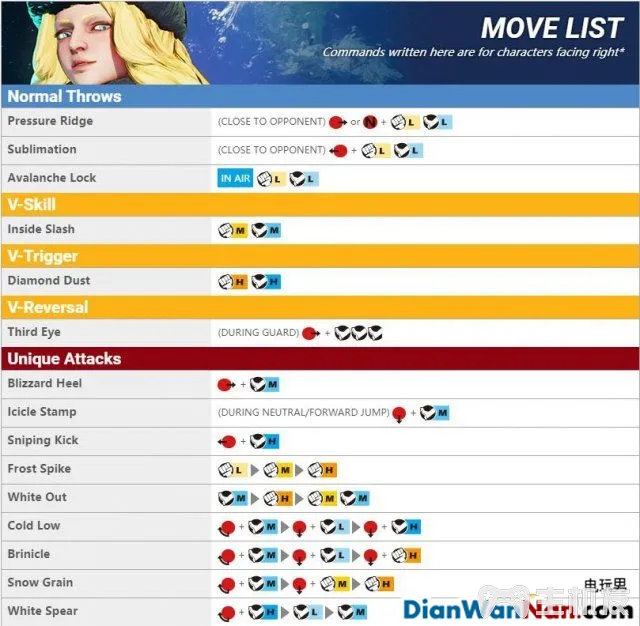 MOVE LIST
Commands written here are for characters facing right*
Normal Throws
Pressure Ridge (CLOSE TO OPPONENT) or N + L L
Sublimation (CLOSE TO OPPONENT) + L L
Avalanche Lock IN AIR L L
V-Skill
Inside Slash M M
V-Trigger
Diamond Dust H H
V-Reversal
Third Eye (DURING GUARD) +
Unique Attacks
Blizzard Heel + M
Icicle Stamp (DURING NEUTRAL/FORWARD JUMP) + M
Sniping Kick + H
Frost Spike L M H
White Out M H M M
Cold Low + M + L + H
Brinicle + M + L + H
Snow Grain + M + M H
White Spear + H L M
电玩男
DianWanNan.com